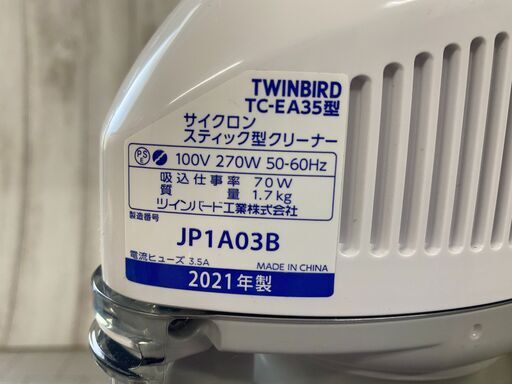 TWINBIRD
TC-EA35型
サイクロン
スティック型クリーナー
PS
E
100V 270W 50-60Hz
吸込仕事率 70W
質量 1.7kg
ツインバード工業株式会社
製造番号
JP1A03B
電流ヒューズ 3.5A MADE IN CHINA
2021年製